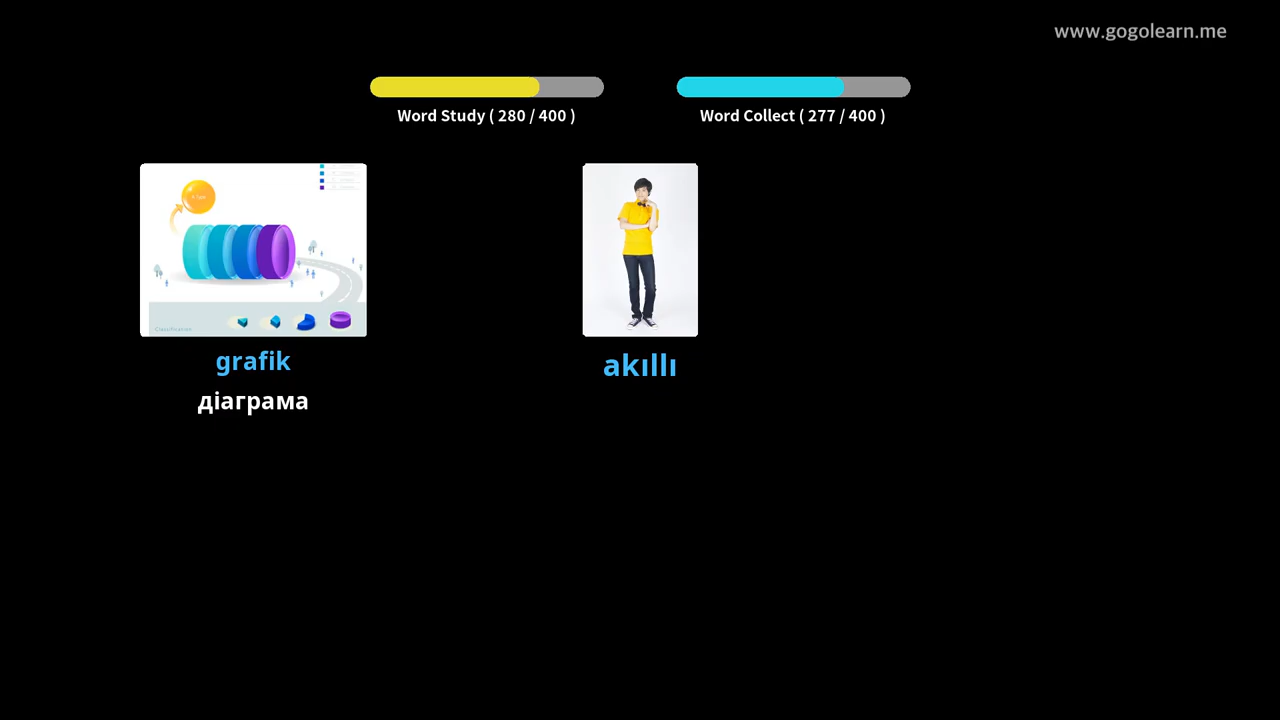 www.gogolearn.me
Word Study ( 280 / 400 )
Word Collect ( 277 / 400 )
grafik
діаграма
akıllı